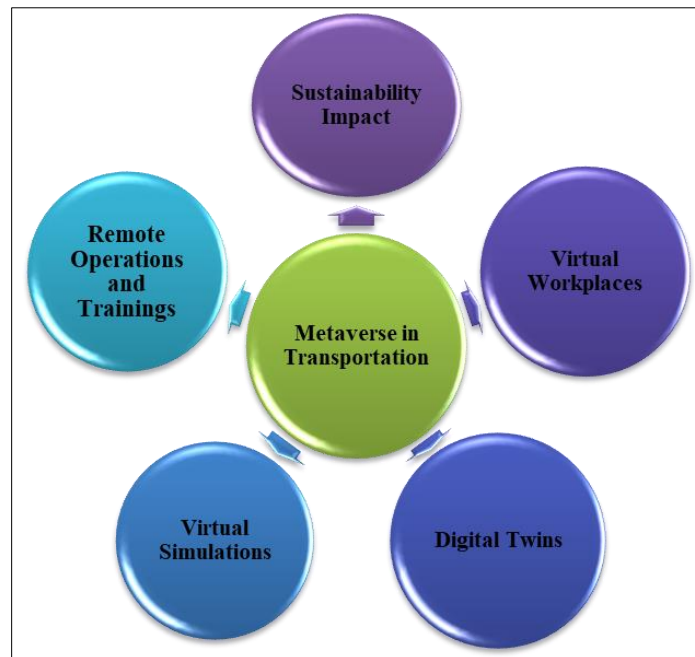 Sustainability
Impact
Remote
Operations
and
Trainings
Virtual
Workplaces
Metaverse in
Transportation
Virtual
Simulations
Digital Twins